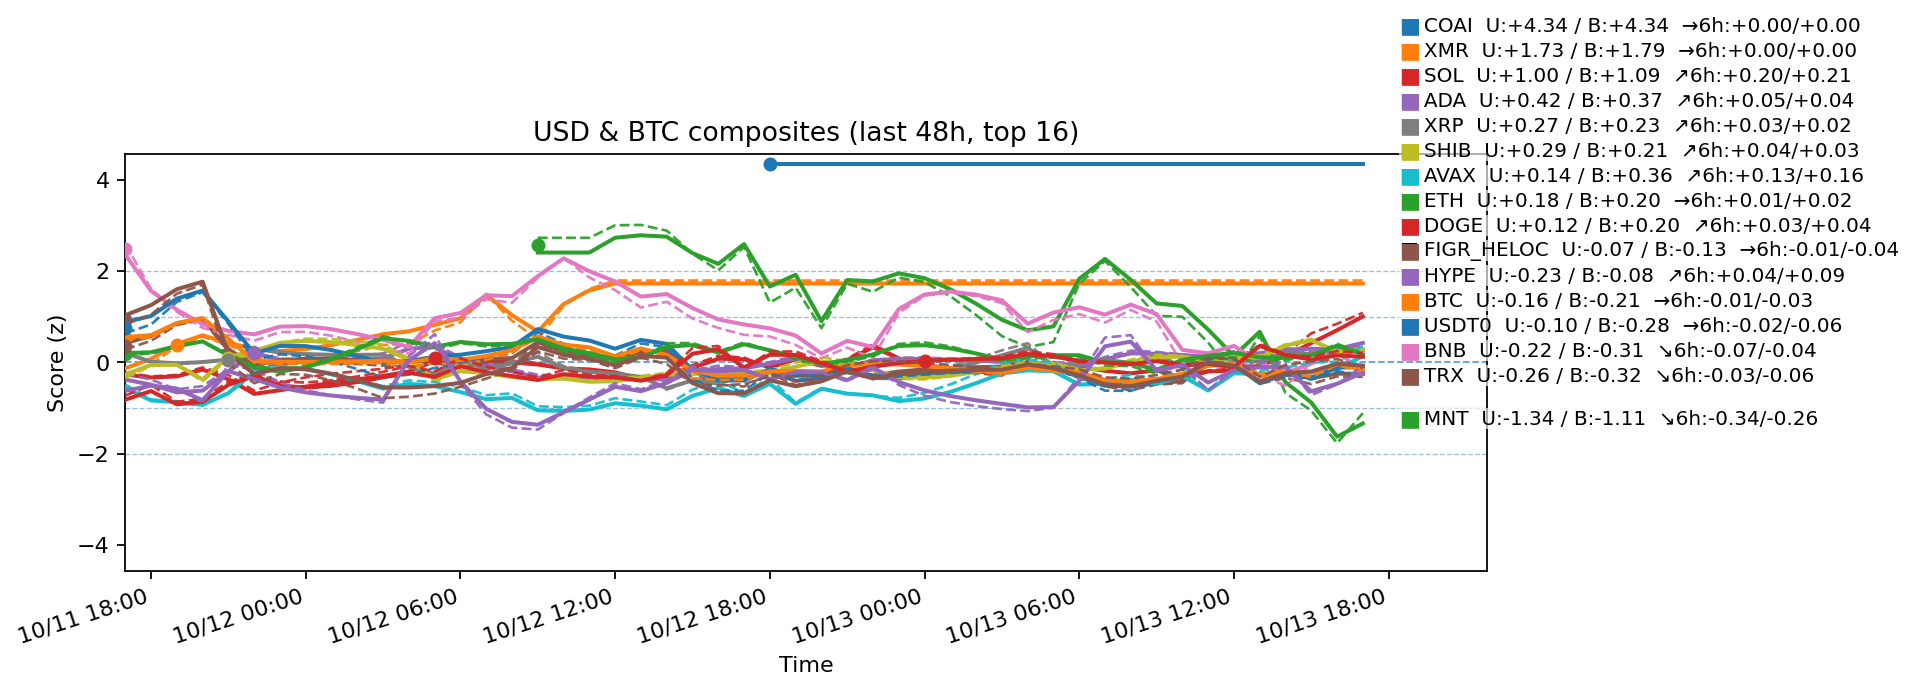 COAI  U:+4.34 / B:+4.34  →6h:+0.00/+0.00
XMR  U:+1.73 / B:+1.79  →6h:+0.00/+0.00
SOL  U:+1.00 / B:+1.09  ↗6h:+0.20/+0.21
ADA  U:+0.42 / B:+0.37  ↗6h:+0.05/+0.04
XRP  U:+0.27 / B:+0.23  ↗6h:+0.03/+0.02
SHIB  U:+0.29 / B:+0.21  ↗6h:+0.04/+0.03
AVAX  U:+0.14 / B:+0.36  ↗6h:+0.13/+0.16
ETH  U:+0.18 / B:+0.20  →6h:+0.01/+0.02
DOGE  U:+0.12 / B:+0.20  ↗6h:+0.03/+0.04
FIGR_HELOC  U:-0.07 / B:-0.13  →6h:-0.01/-0.04
HYPE  U:-0.23 / B:-0.08  ↗6h:+0.04/+0.09
BTC  U:-0.16 / B:-0.21  →6h:-0.01/-0.03
USDT0  U:-0.10 / B:-0.28  →6h:-0.02/-0.06
BNB  U:-0.22 / B:-0.31  ↘6h:-0.07/-0.04
TRX  U:-0.26 / B:-0.32  ↘6h:-0.03/-0.06
MNT  U:-1.34 / B:-1.11  ↘6h:-0.34/-0.26
USD & BTC composites (last 48h, top 16)
Score (z)
4
2
0
−2
−4
10/11 18:00
10/12 00:00
10/12 06:00
10/12 12:00
10/12 18:00
10/13 00:00
10/13 06:00
10/13 12:00
10/13 18:00
Time